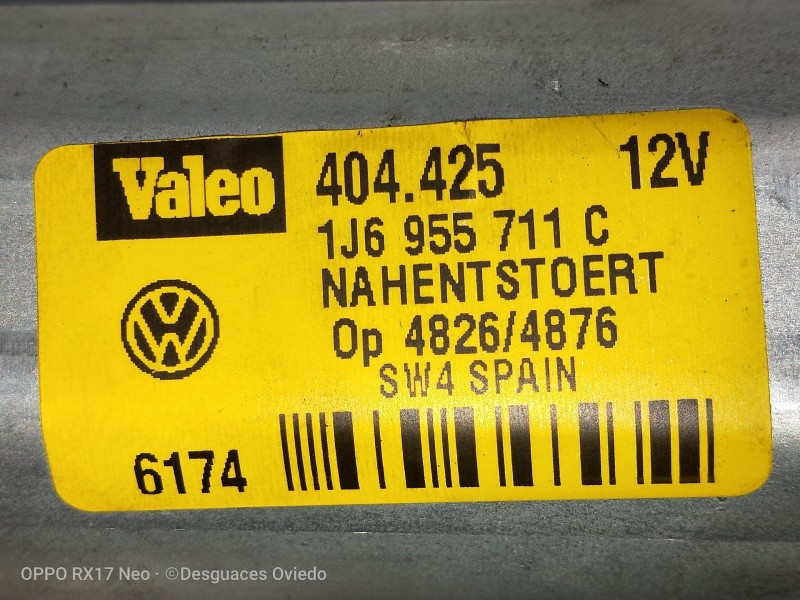 Valeo
404.425 12V
1J6 955 711 C
NAHENTSTOERT
Op 4826/4876
SW4 SPAIN
6174
OPPO RX17 Neo · ©Desguaces Oviedo